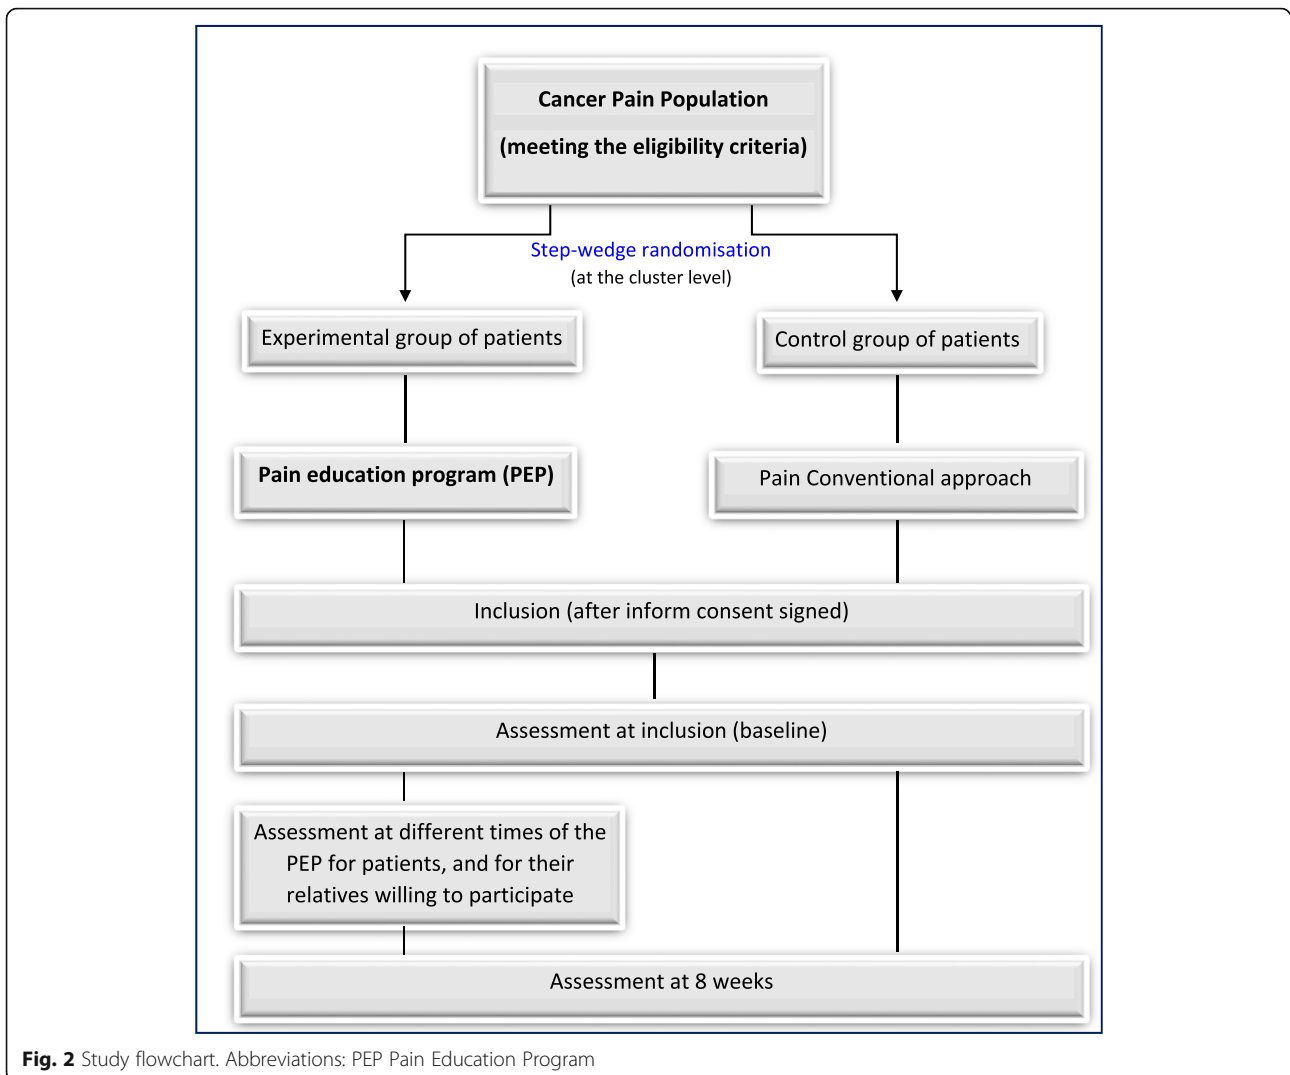 Cancer Pain Population
(meeting the eligibility criteria)
Step-wedge randomisation
(at the cluster level)
Experimental group of patients
Control group of patients
Pain education program (PEP)
Pain Conventional approach
Inclusion (after inform consent signed)
Assessment at inclusion (baseline)
Assessment at different times of the
PEP for patients, and for their
relatives willing to participate
Assessment at 8 weeks
Fig. 2 Study flowchart. Abbreviations: PEP Pain Education Program